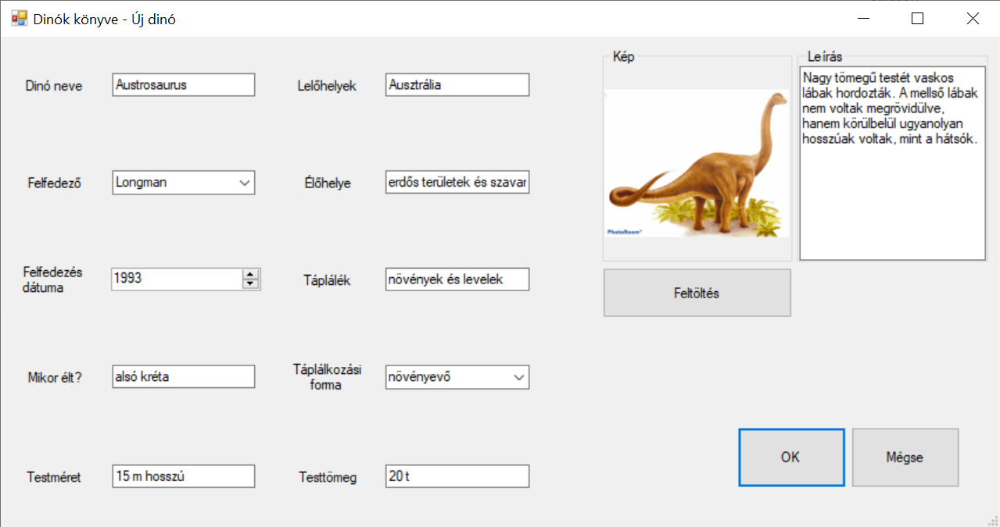 Dinók könyve - Új dinó
Dinó neve
Austrosaurus
Lelőhelyek
Ausztrália
Felfedező
Longman
Élőhelye
erdős területek és szavar
Felfedezés
dátuma
1993
Táplálék
növények és levelek
Mikor élt?
alsó kréta
Táplálkozási
forma
növényevő
Testméret
15 m hosszú
Testtömeg
20 t
Kép
PhotoRoom
Feltöltés
Leírás
Nagy tömegű testét vaskos
lábak hordozták. A mellső lábak
nem voltak megrövidülve,
hanem körülbelül ugyanolyan
hosszúak voltak, mint a hátsók.
OK
Mégse